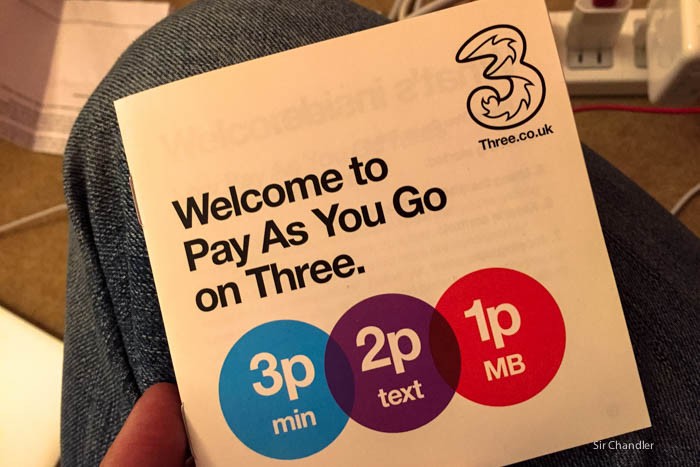 3
Three.co.uk
Welcome to
Pay As You Go
on Three.
3p
min
2p
text
1p
MB
Sir Chandler